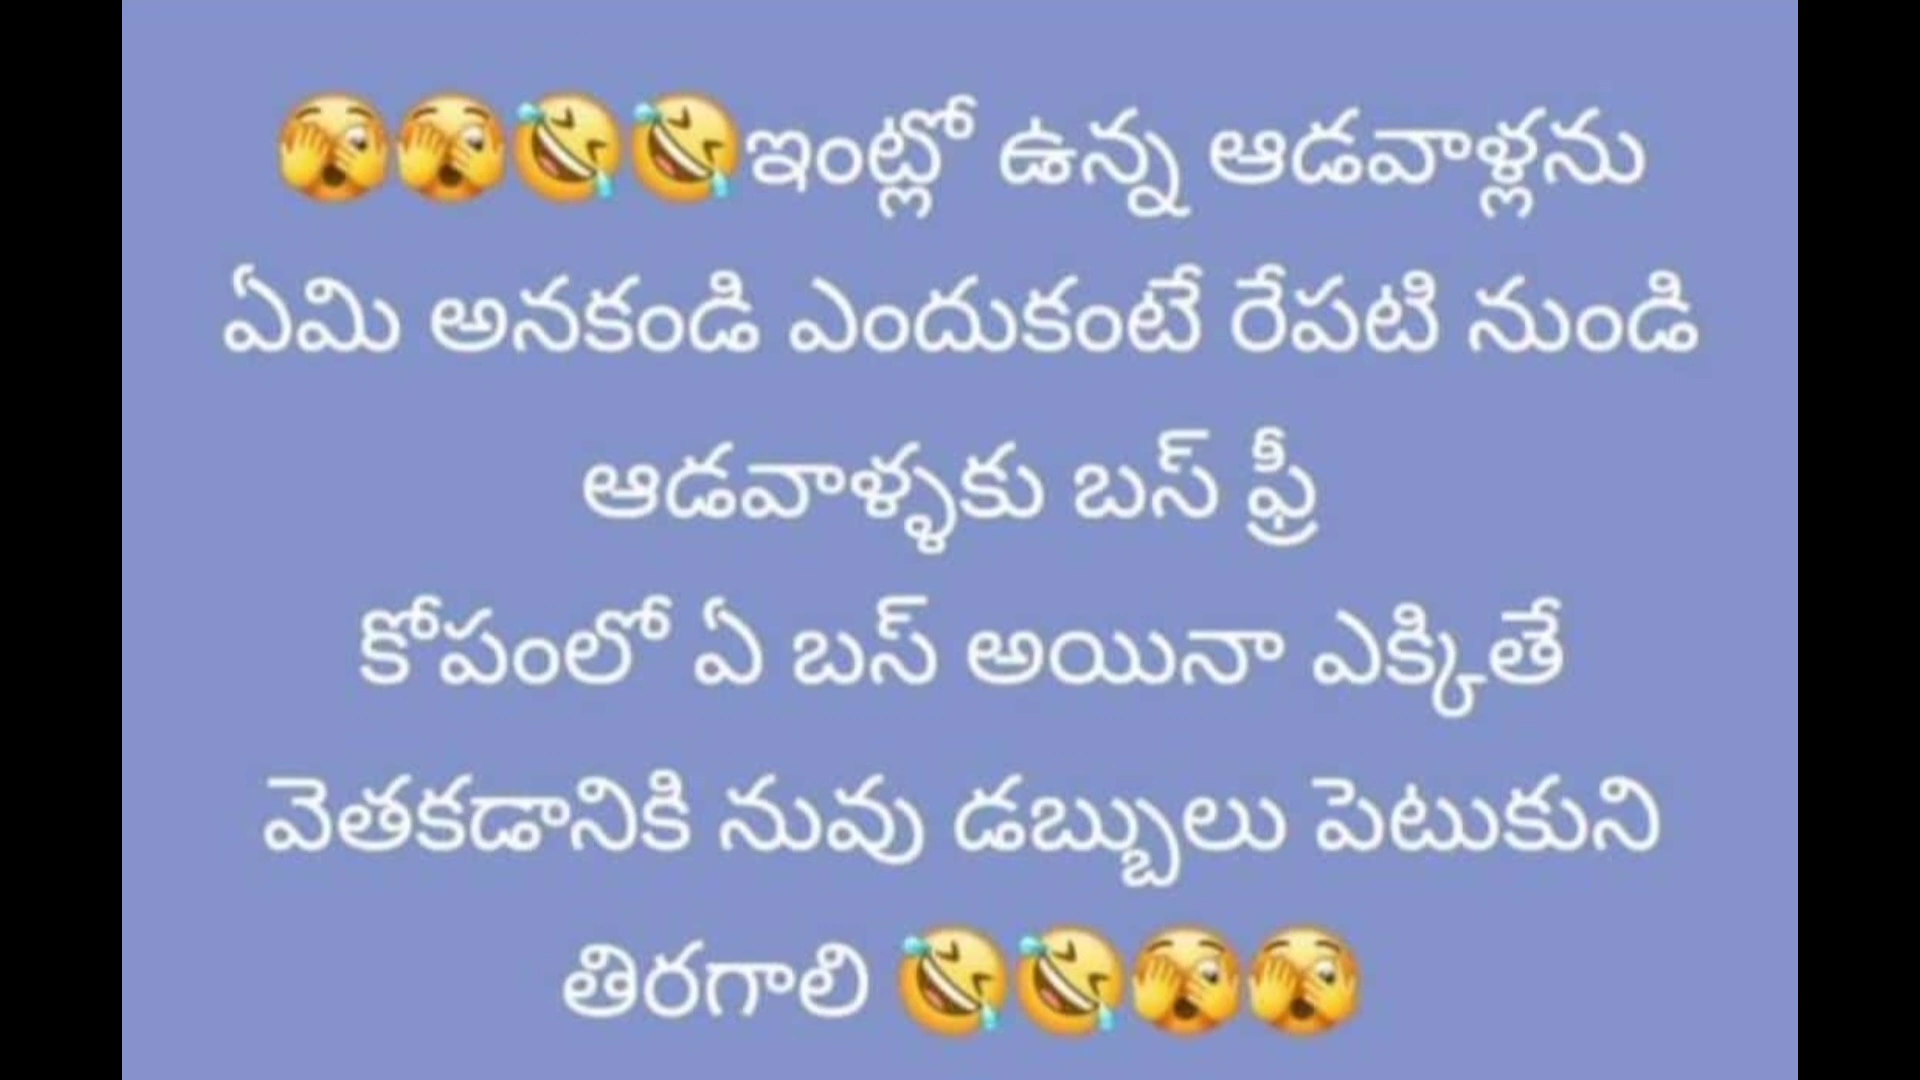 🫣🫣🤣🤣ఇంట్లో ఉన్న ఆడవాళ్లను
ఏమి అనకండి ఎందుకంటే రేపటి నుండి
ఆడవాళ్ళకు బస్ ఫ్రీ
కోపంలో ఏ బస్ అయినా ఎక్కితే
వెతకడానికి నువు డబ్బులు పెటుకుని
తిరగాలి 🤣🤣🫣🫣